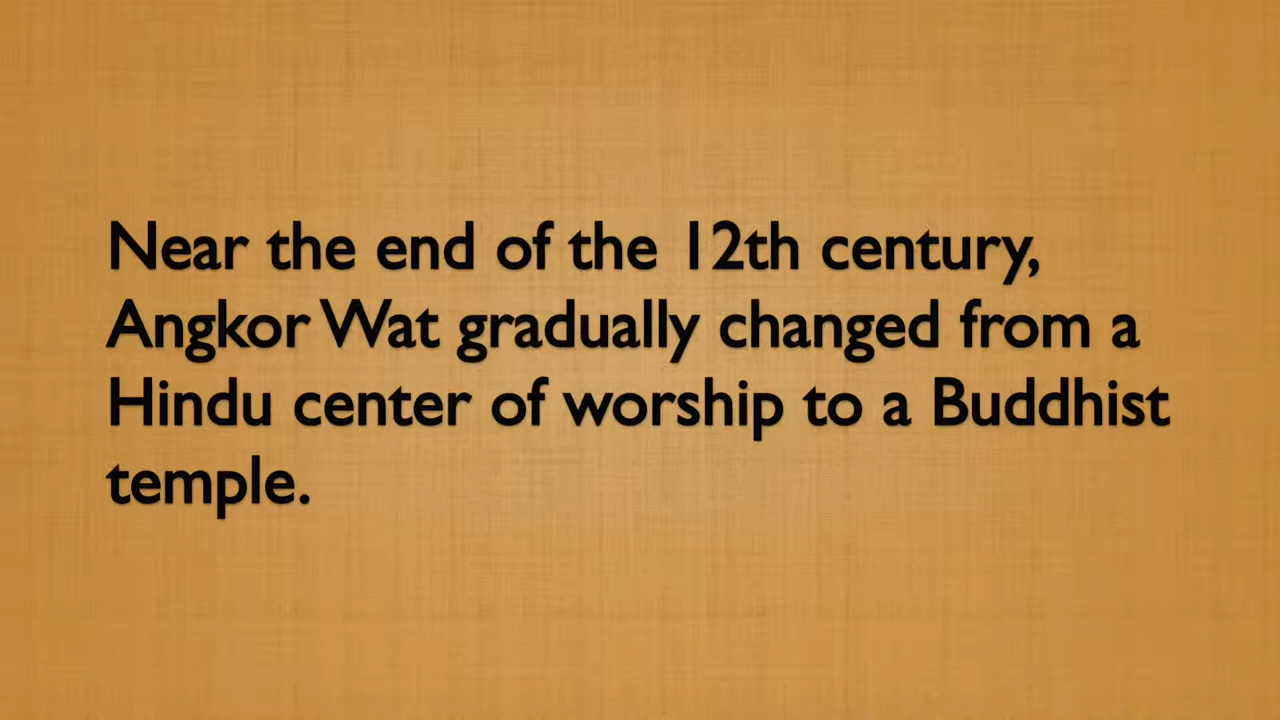 Near the end of the 12th century,
Angkor Wat gradually changed from a
Hindu center of worship to a Buddhist
temple.